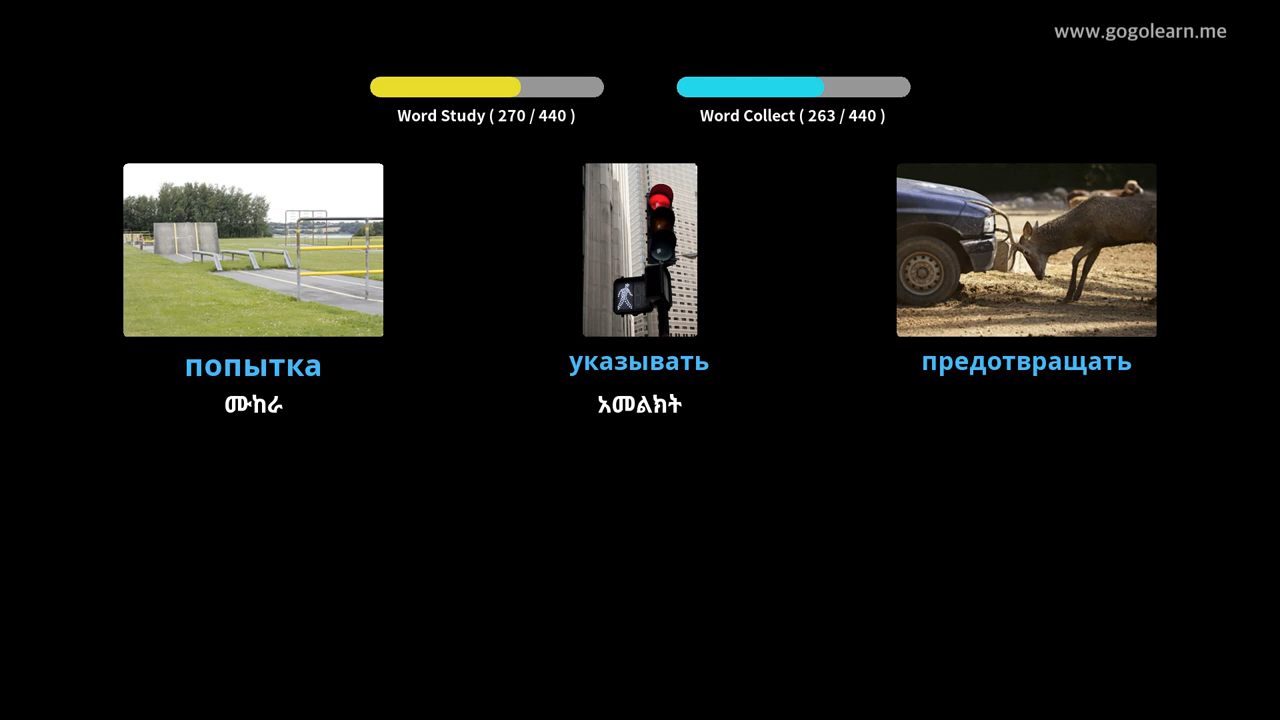 www.gogolearn.me
Word Study ( 270 / 440 )
Word Collect ( 263 / 440 )
попытка
указывать
предотвращать
ሙከራ
አመልክት